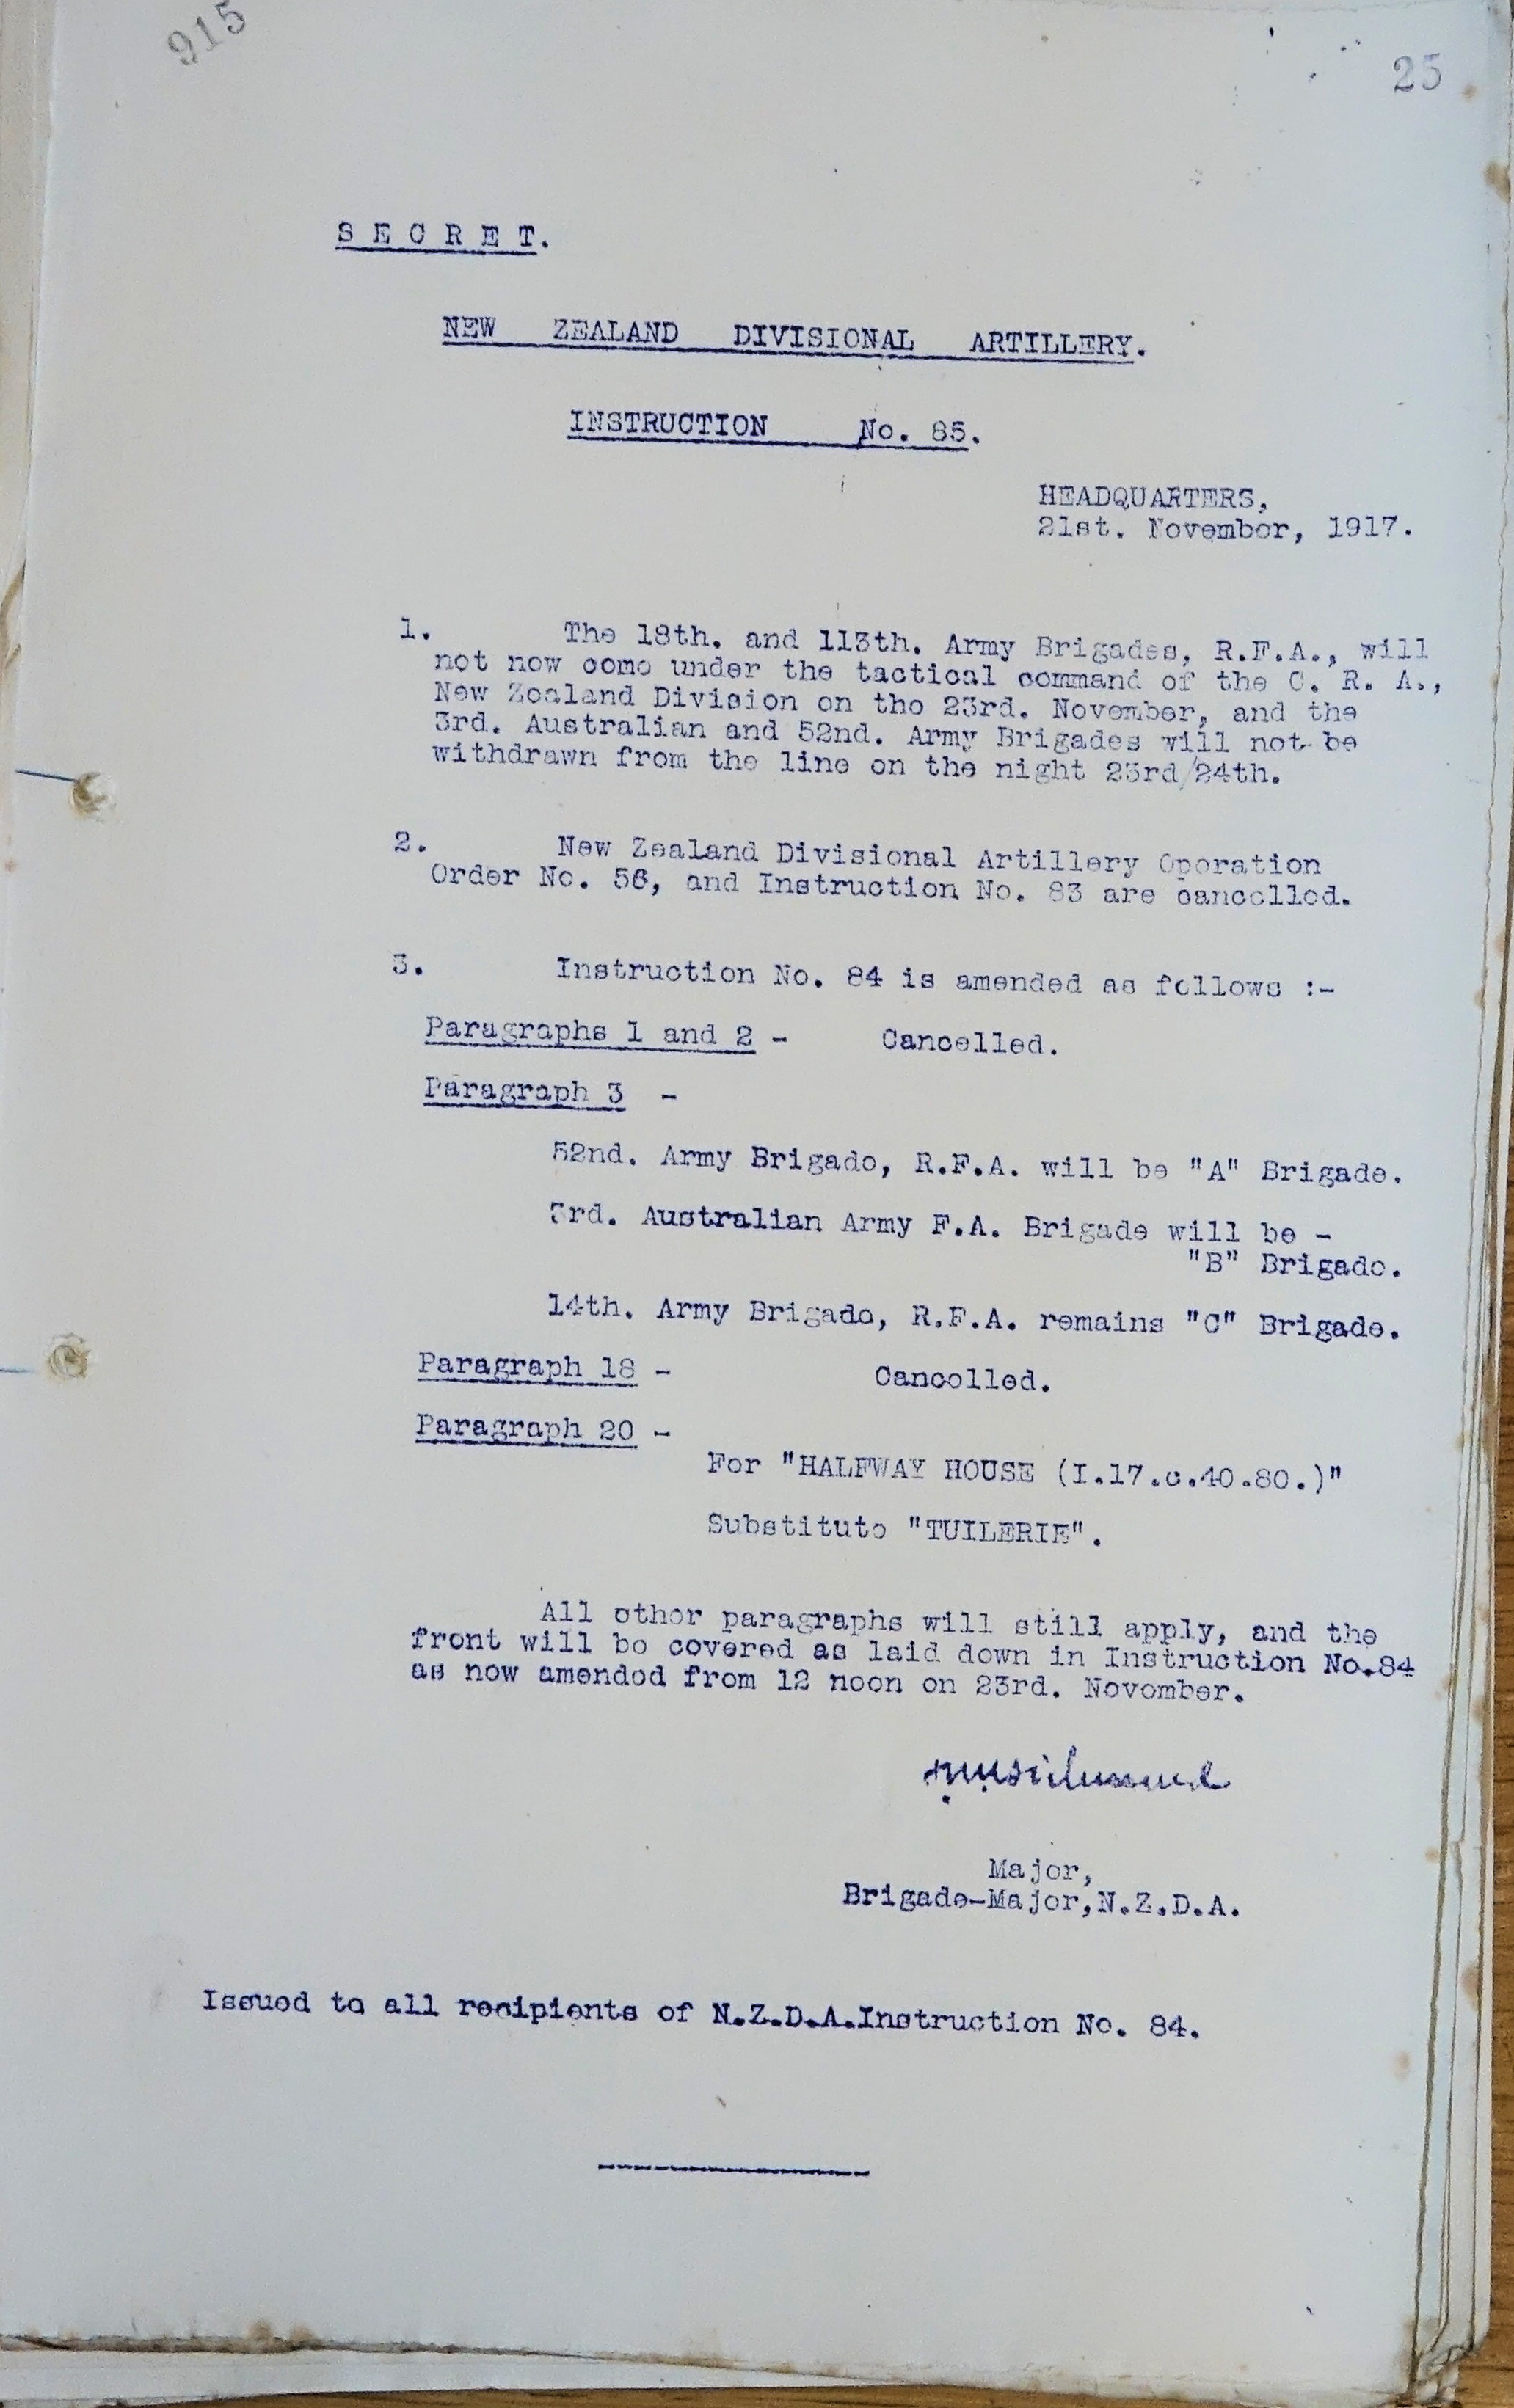 915
25
S E C R E T.
NEW ZEALAND DIVISIONAL ARTILLERY.
INSTRUCTION No. 85.
HEADQUARTERS,
21st. November, 1917.
1. The 18th. and 113th. Army Brigades, R.F.A., will
not now come under the tactical command of the C. R. A.,
New Zealand Division on the 23rd. November, and the
3rd. Australian and 52nd. Army Brigades will not be
withdrawn from the line on the night 23rd/24th.
2. New Zealand Divisional Artillery Operation
Order No. 56, and Instruction No. 83 are cancelled.
3. Instruction No. 84 is amended as follows :-
Paragraphs 1 and 2 - Cancelled.
Paragraph 3 -
52nd. Army Brigade, R.F.A. will be "A" Brigade.
3rd. Australian Army F.A. Brigade will be -
"B" Brigade.
14th. Army Brigade, R.F.A. remains "C" Brigade.
Paragraph 18 - Cancelled.
Paragraph 20 -
For "HALFWAY HOUSE (I.17.c.40.80.)"
Substitute "TUILERIE".
All other paragraphs will still apply, and the
front will be covered as laid down in Instruction No.84
as now amended from 12 noon on 23rd. November.
Major,
Brigade-Major,N.Z.D.A.
Issued to all recipients of N.Z.D.A.Instruction No. 84.